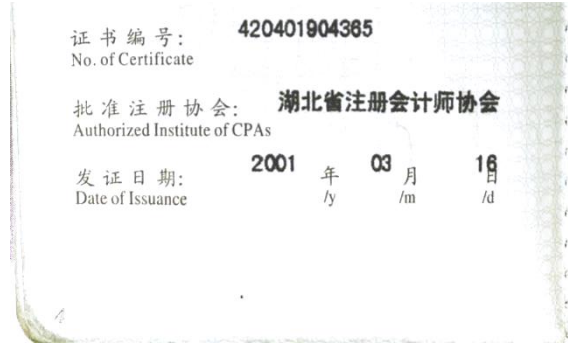 证书编号: 420401904365
No. of Certificate
批准注册协会: 湖北省注册会计师协会
Authorized Institute of CPAs
发证日期: 2001 年 03 月 16 日
Date of Issuance /y /m /d